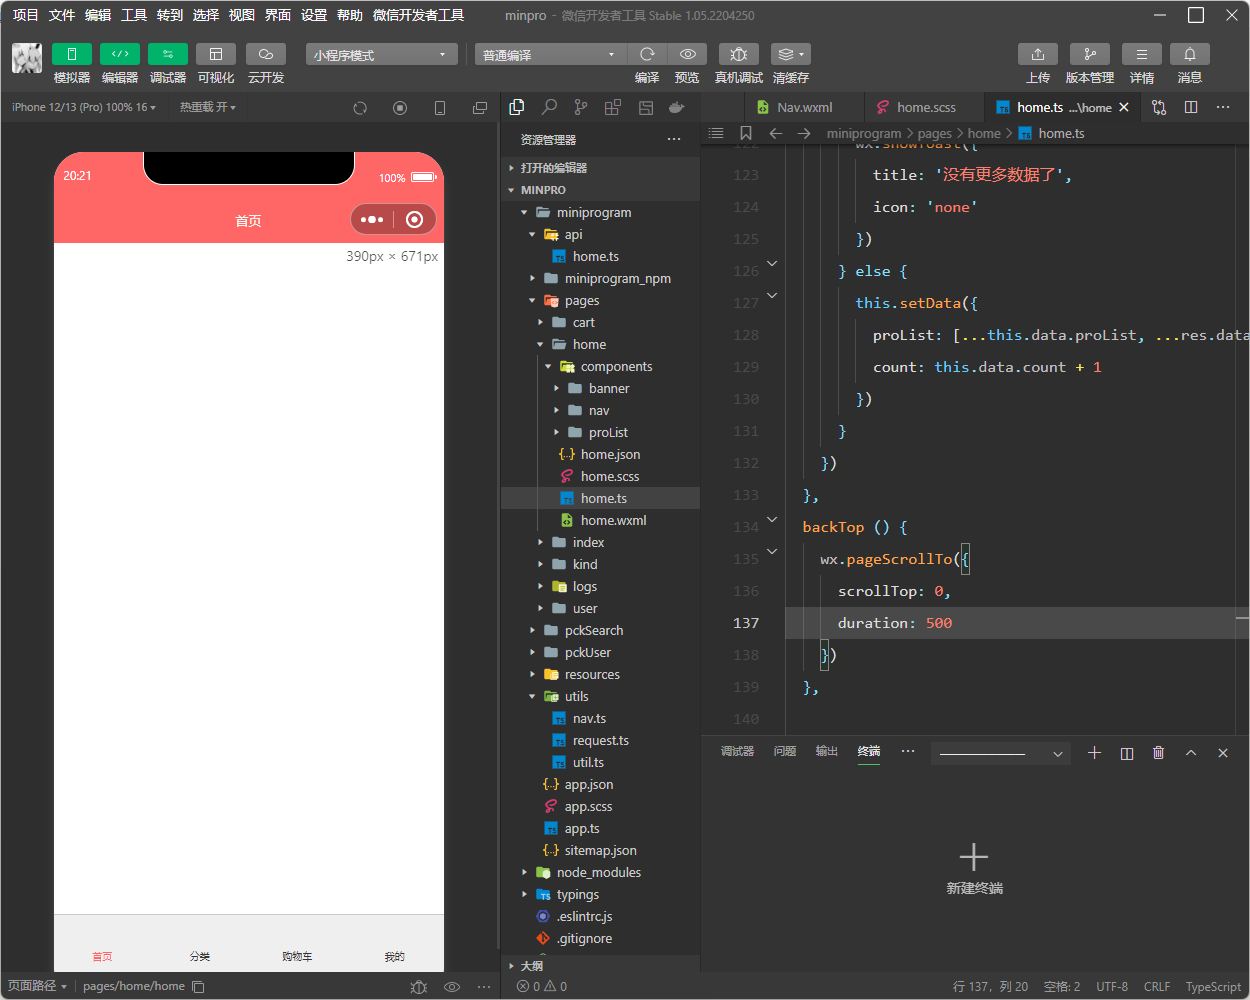 项目 文件 编辑 工具 转到 选择 视图 界面 设置 帮助 微信开发者工具
minpro - 微信开发者工具 Stable 1.05.2204250
小程序模式
普通编译
模拟器 编辑器 调试器 可视化 云开发
编译 预览 真机调试 清缓存
上传 版本管理 详情 消息
iPhone 12/13 (Pro) 100% 16
热重载 开
20:21
100%
首页
390px × 671px
首页 分类 购物车 我的
页面路径
pages/home/home
资源管理器
打开的编辑器
MINPRO
miniprogram
api
home.ts
miniprogram_npm
pages
cart
home
components
banner
nav
proList
home.json
home.scss
home.ts
home.wxml
index
kind
logs
user
pckSearch
pckUser
resources
utils
nav.ts
request.ts
util.ts
app.json
app.scss
app.ts
sitemap.json
node_modules
typings
.eslintrc.js
.gitignore
大纲
0 0
Nav.wxml
home.scss
home.ts ...\home
miniprogram > pages > home > home.ts
122 wx.showToast({
123 title: '没有更多数据了',
124 icon: 'none'
125 })
126 } else {
127 this.setData({
128 proList: [...this.data.proList, ...res.data
129 count: this.data.count + 1
130 })
131 }
132 })
133 },
134 backTop () {
135 wx.pageScrollTo({
136 scrollTop: 0,
137 duration: 500
138 })
139 },
140
调试器 问题 输出 终端
新建终端
行 137，列 20 空格: 2 UTF-8 CRLF TypeScript